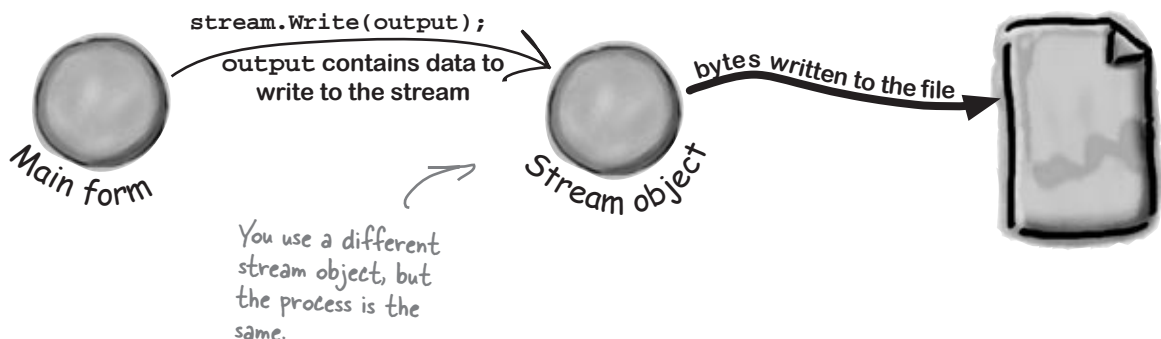 stream.Write(output);
output contains data to
write to the stream
bytes written to the file
Main form
Stream object
You use a different
stream object, but
the process is the
same.